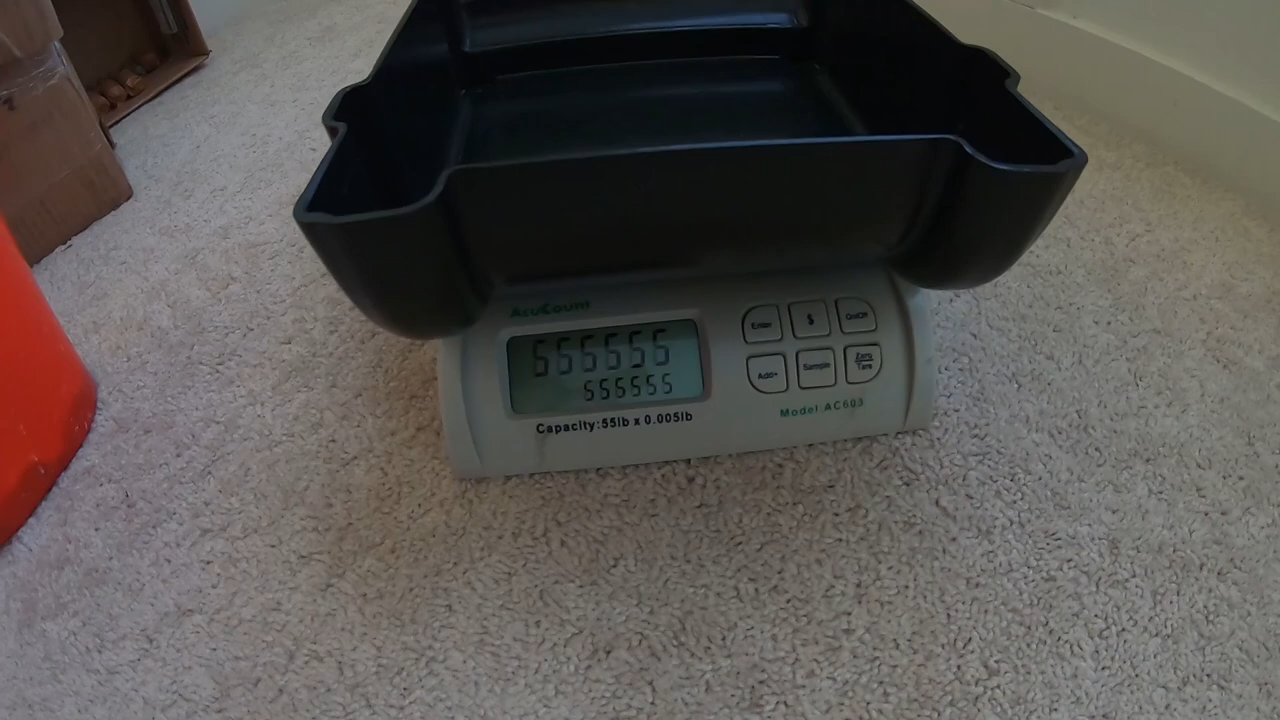 AccuCount
555555
555555
Enter
$
On/Off
Add+
Sample
Zero
Tare
Capacity:55lb x 0.005lb
Model:AC603